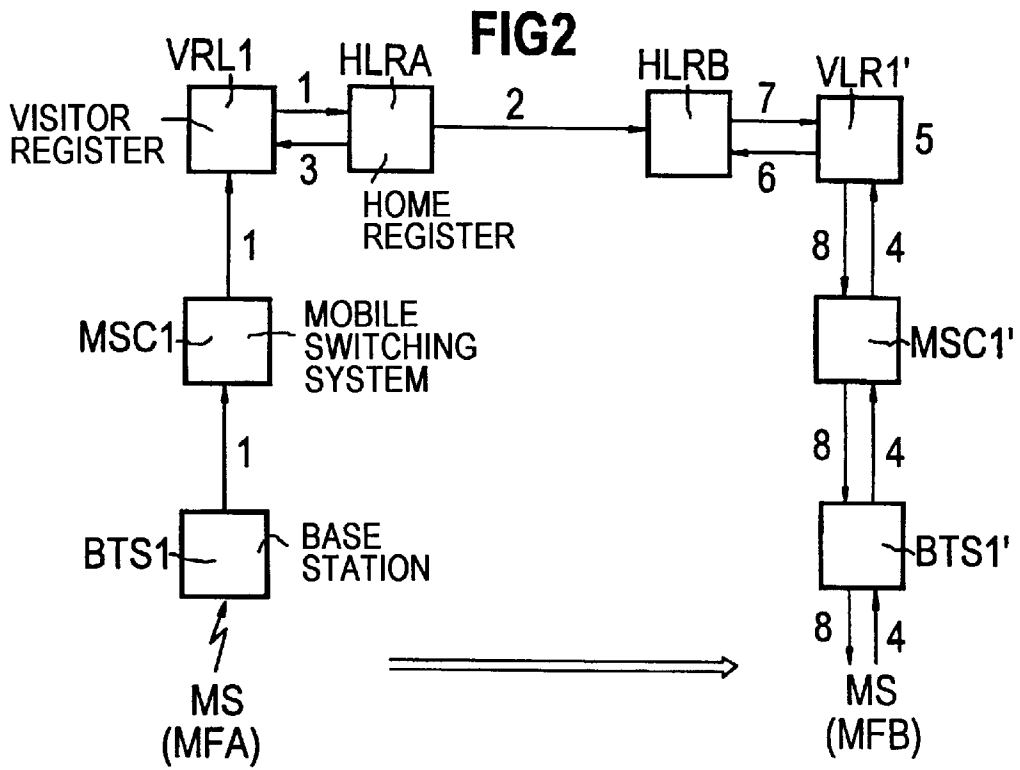 FIG2
VRL1
HLRA
HLRB
VLR1'
1
2
7
5
VISITOR
REGISTER
3
6
HOME
REGISTER
1
8
4
MSC1
MOBILE
SWITCHING
SYSTEM
MSC1'
1
8
4
BTS1
BASE
STATION
BTS1'
8
4
MS
(MFA)
MS
(MFB)